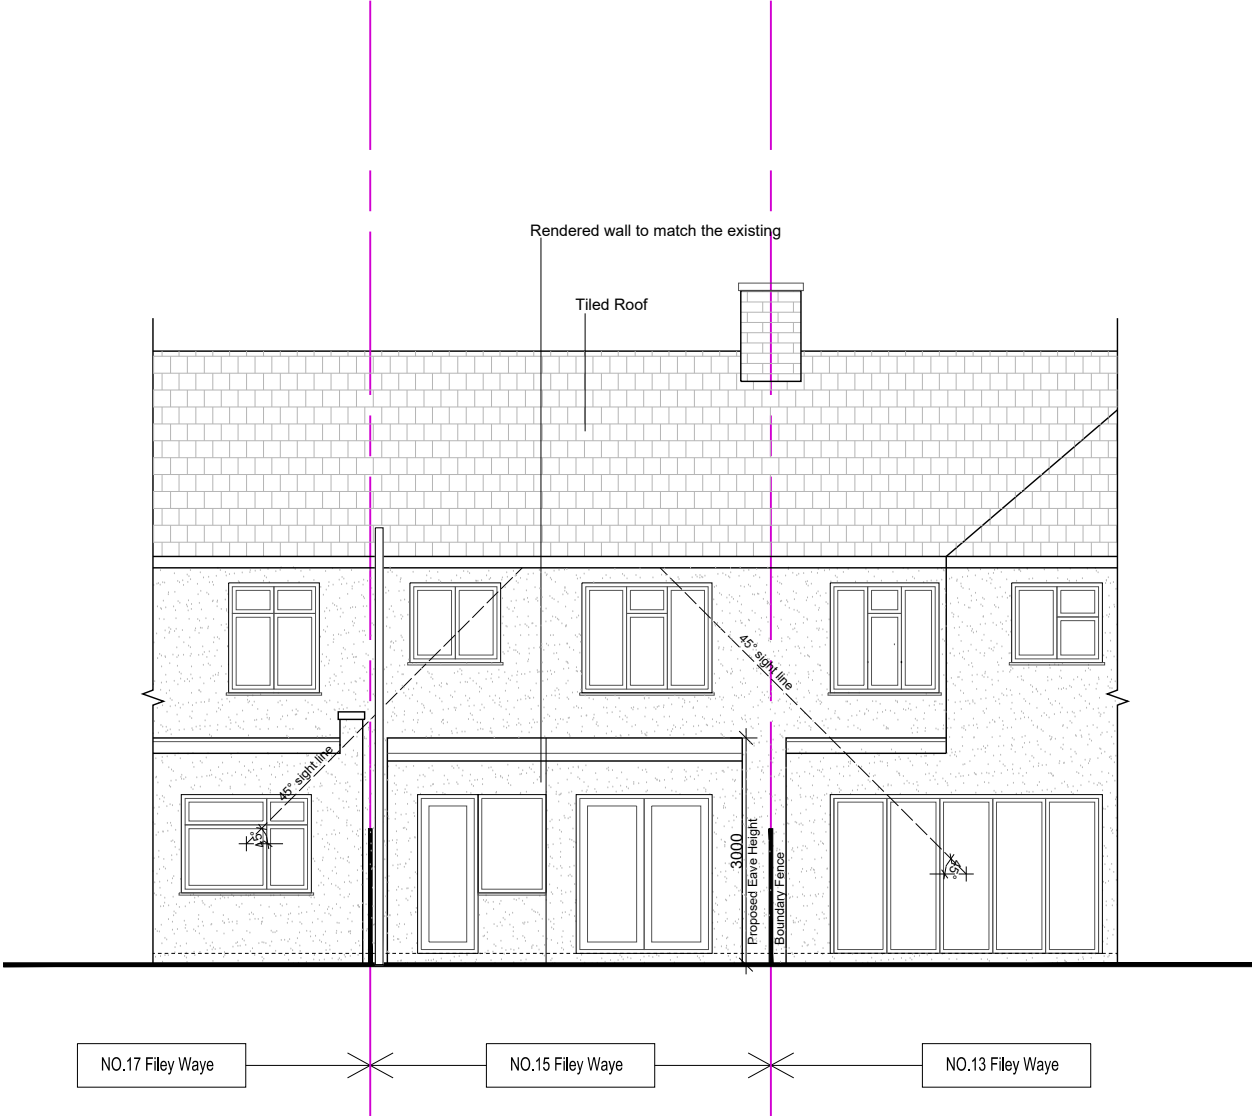 Rendered wall to match the existing
Tiled Roof
45° sight line
45° sight line
45°
45°
3000
Proposed Eave Height
Boundary Fence
NO.17 Filey Waye
NO.15 Filey Waye
NO.13 Filey Waye